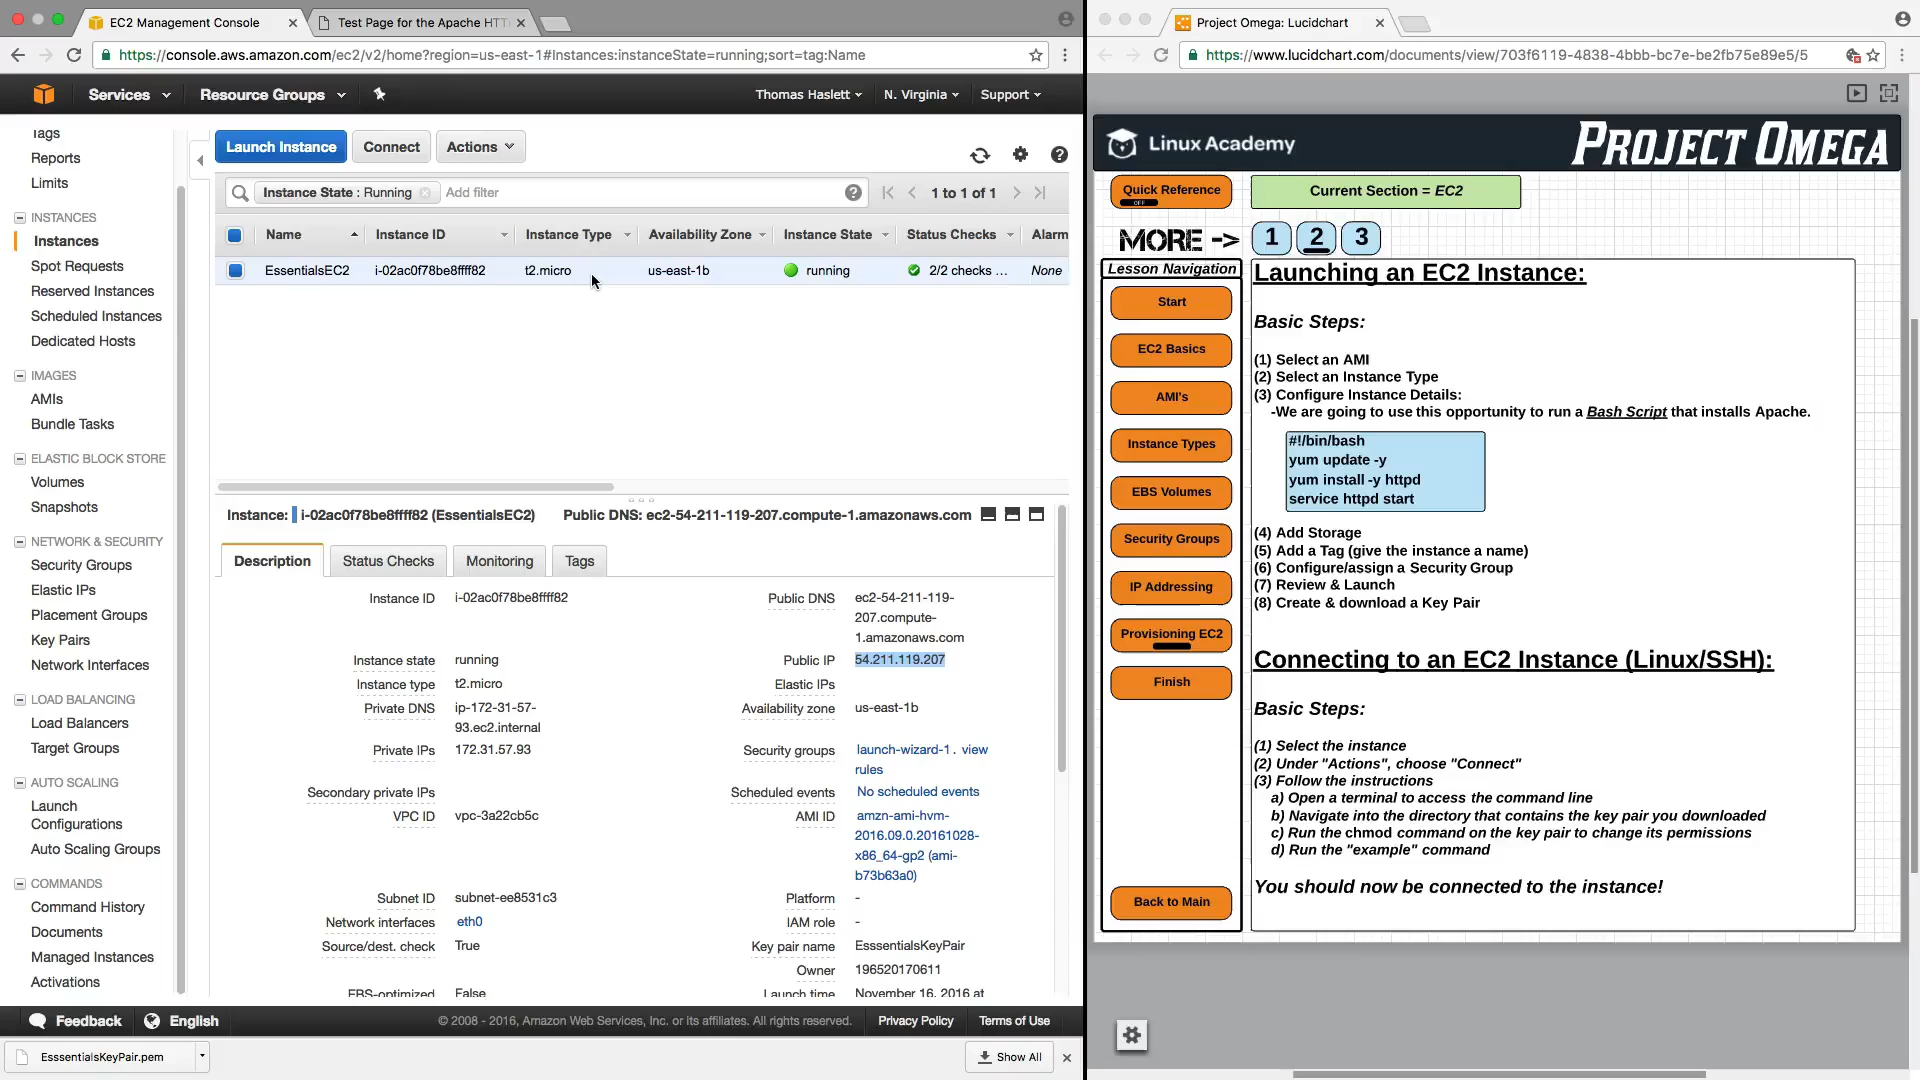 EC2 Management Console
Test Page for the Apache HTT
https://console.aws.amazon.com/ec2/v2/home?region=us-east-1#Instances:instanceState=running;sort=tag:Name
Services
Resource Groups
Thomas Haslett
N. Virginia
Support
Tags
Reports
Limits
INSTANCES
Instances
Spot Requests
Reserved Instances
Scheduled Instances
Dedicated Hosts
IMAGES
AMIs
Bundle Tasks
ELASTIC BLOCK STORE
Volumes
Snapshots
NETWORK & SECURITY
Security Groups
Elastic IPs
Placement Groups
Key Pairs
Network Interfaces
LOAD BALANCING
Load Balancers
Target Groups
AUTO SCALING
Launch
Configurations
Auto Scaling Groups
COMMANDS
Command History
Documents
Managed Instances
Activations
Launch Instance
Connect
Actions
Instance State : Running
Add filter
1 to 1 of 1
Name
Instance ID
Instance Type
Availability Zone
Instance State
Status Checks
Alarm
EssentialsEC2
i-02ac0f78be8ffff82
t2.micro
us-east-1b
running
2/2 checks ...
None
Instance: i-02ac0f78be8ffff82 (EssentialsEC2)
Public DNS: ec2-54-211-119-207.compute-1.amazonaws.com
Description
Status Checks
Monitoring
Tags
Instance ID
i-02ac0f78be8ffff82
Instance state
running
Instance type
t2.micro
Private DNS
ip-172-31-57-
93.ec2.internal
Private IPs
172.31.57.93
Secondary private IPs
VPC ID
vpc-3a22cb5c
Subnet ID
subnet-ee8531c3
Network interfaces
eth0
Source/dest. check
True
EBS-optimized
False
Public DNS
ec2-54-211-119-
207.compute-
1.amazonaws.com
Public IP
54.211.119.207
Elastic IPs
Availability zone
us-east-1b
Security groups
launch-wizard-1. view
rules
Scheduled events
No scheduled events
AMI ID
amzn-ami-hvm-
2016.09.0.20161028-
x86_64-gp2 (ami-
b73b63a0)
Platform
-
IAM role
-
Key pair name
EsssentialsKeyPair
Owner
196520170611
Launch time
November 16, 2016 at
Feedback
English
© 2008 - 2016, Amazon Web Services, Inc. or its affiliates. All rights reserved.
Privacy Policy
Terms of Use
EsssentialsKeyPair.pem
Show All
Project Omega: Lucidchart
https://www.lucidchart.com/documents/view/703f6119-4838-4bbb-bc7e-be2fb75e89e5/5
Linux Academy
PROJECT OMEGA
Quick Reference
OFF
Current Section = EC2
MORE ->
1
2
3
Lesson Navigation
Start
EC2 Basics
AMI's
Instance Types
EBS Volumes
Security Groups
IP Addressing
Provisioning EC2
Finish
Back to Main
Launching an EC2 Instance:
Basic Steps:
(1) Select an AMI
(2) Select an Instance Type
(3) Configure Instance Details:
-We are going to use this opportunity to run a Bash Script that installs Apache.
#!/bin/bash
yum update -y
yum install -y httpd
service httpd start
(4) Add Storage
(5) Add a Tag (give the instance a name)
(6) Configure/assign a Security Group
(7) Review & Launch
(8) Create & download a Key Pair
Connecting to an EC2 Instance (Linux/SSH):
Basic Steps:
(1) Select the instance
(2) Under "Actions", choose "Connect"
(3) Follow the instructions
a) Open a terminal to access the command line
b) Navigate into the directory that contains the key pair you downloaded
c) Run the chmod command on the key pair to change its permissions
d) Run the "example" command
You should now be connected to the instance!